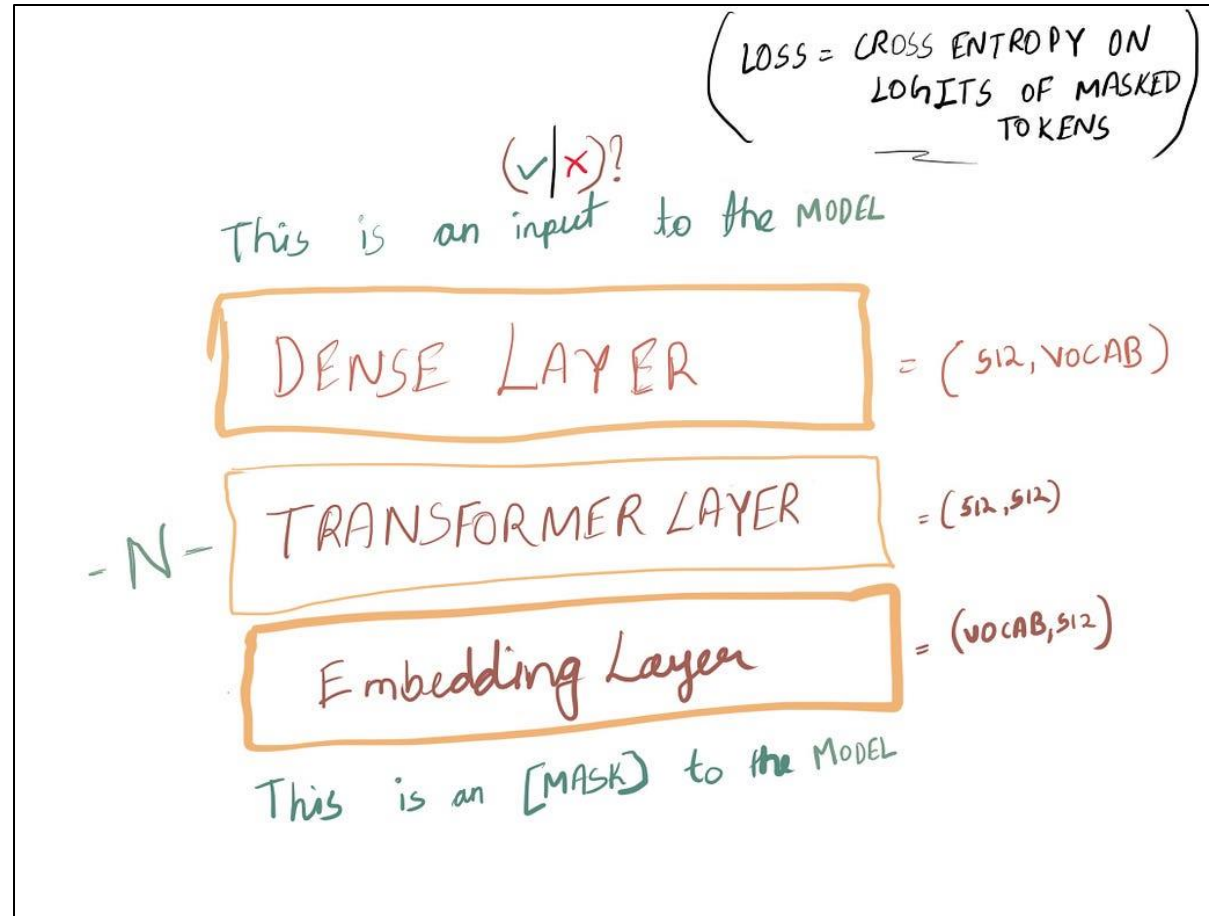 (LOSS = CROSS ENTROPY ON
LOGITS OF MASKED
TOKENS)
(✓|×)?
This is an input to the MODEL
DENSE LAYER = (512, VOCAB)
-N- TRANSFORMER LAYER = (512, 512)
Embedding Layer = (VOCAB, 512)
This is an [MASK] to the MODEL